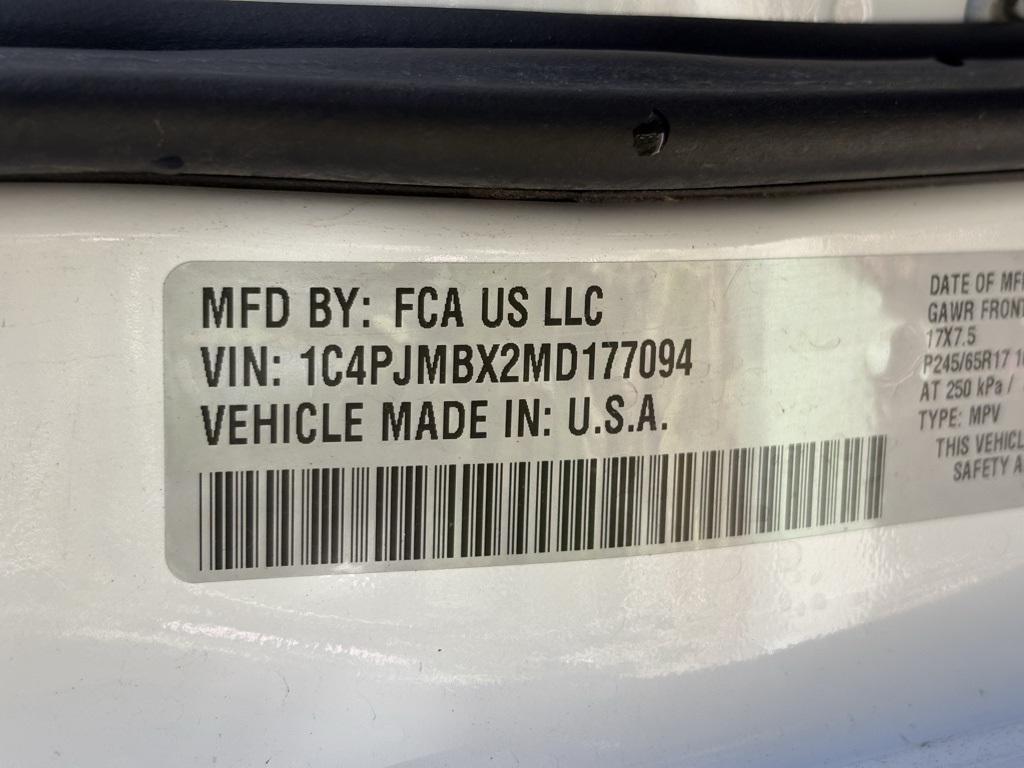 MFD BY: FCA US LLC
VIN: 1C4PJMBX2MD177094
VEHICLE MADE IN: U.S.A.
DATE OF
GAWR FRONT
17X7.5
P245/65R17
AT 250 kPa /
TYPE: MPV
THIS
SAFETY